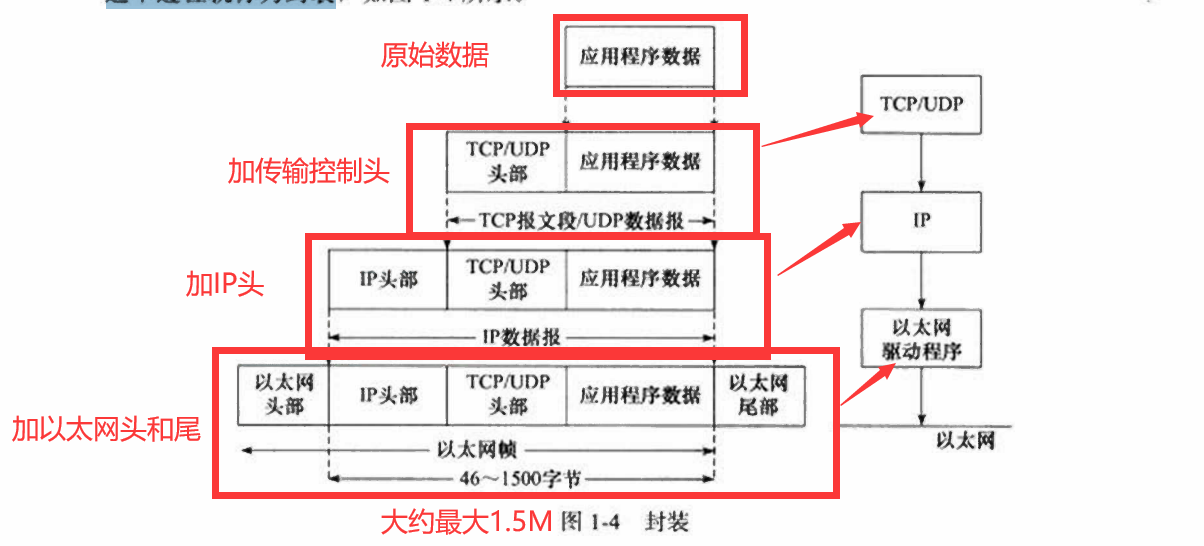 原始数据
应用程序数据
TCP/UDP
加传输控制头
TCP/UDP
头部
应用程序数据
TCP报文段/UDP数据报
IP
加IP头
IP头部
TCP/UDP
头部
应用程序数据
IP数据报
以太网
驱动程序
加以太网头和尾
以太网
头部
IP头部
TCP/UDP
头部
应用程序数据
以太网
尾部
以太网
以太网帧
46～1500字节
大约最大1.5M
图 1-4 封装